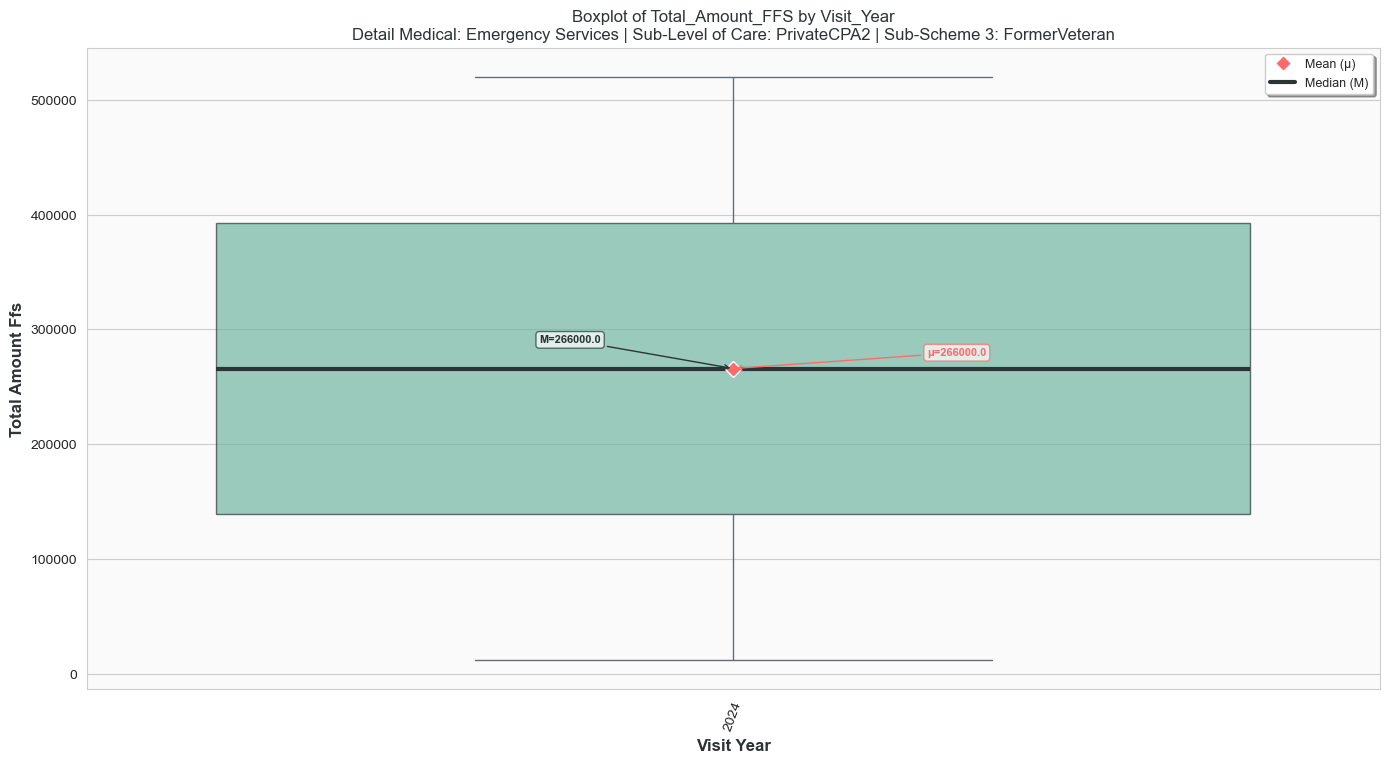 Boxplot of Total_Amount_FFS by Visit_Year
Detail Medical: Emergency Services | Sub-Level of Care: PrivateCPA2 | Sub-Scheme 3: FormerVeteran
Mean (μ)
Median (M)
Total Amount Ffs
500000
400000
300000
200000
100000
0
M=266000.0
μ=266000.0
2024
Visit Year